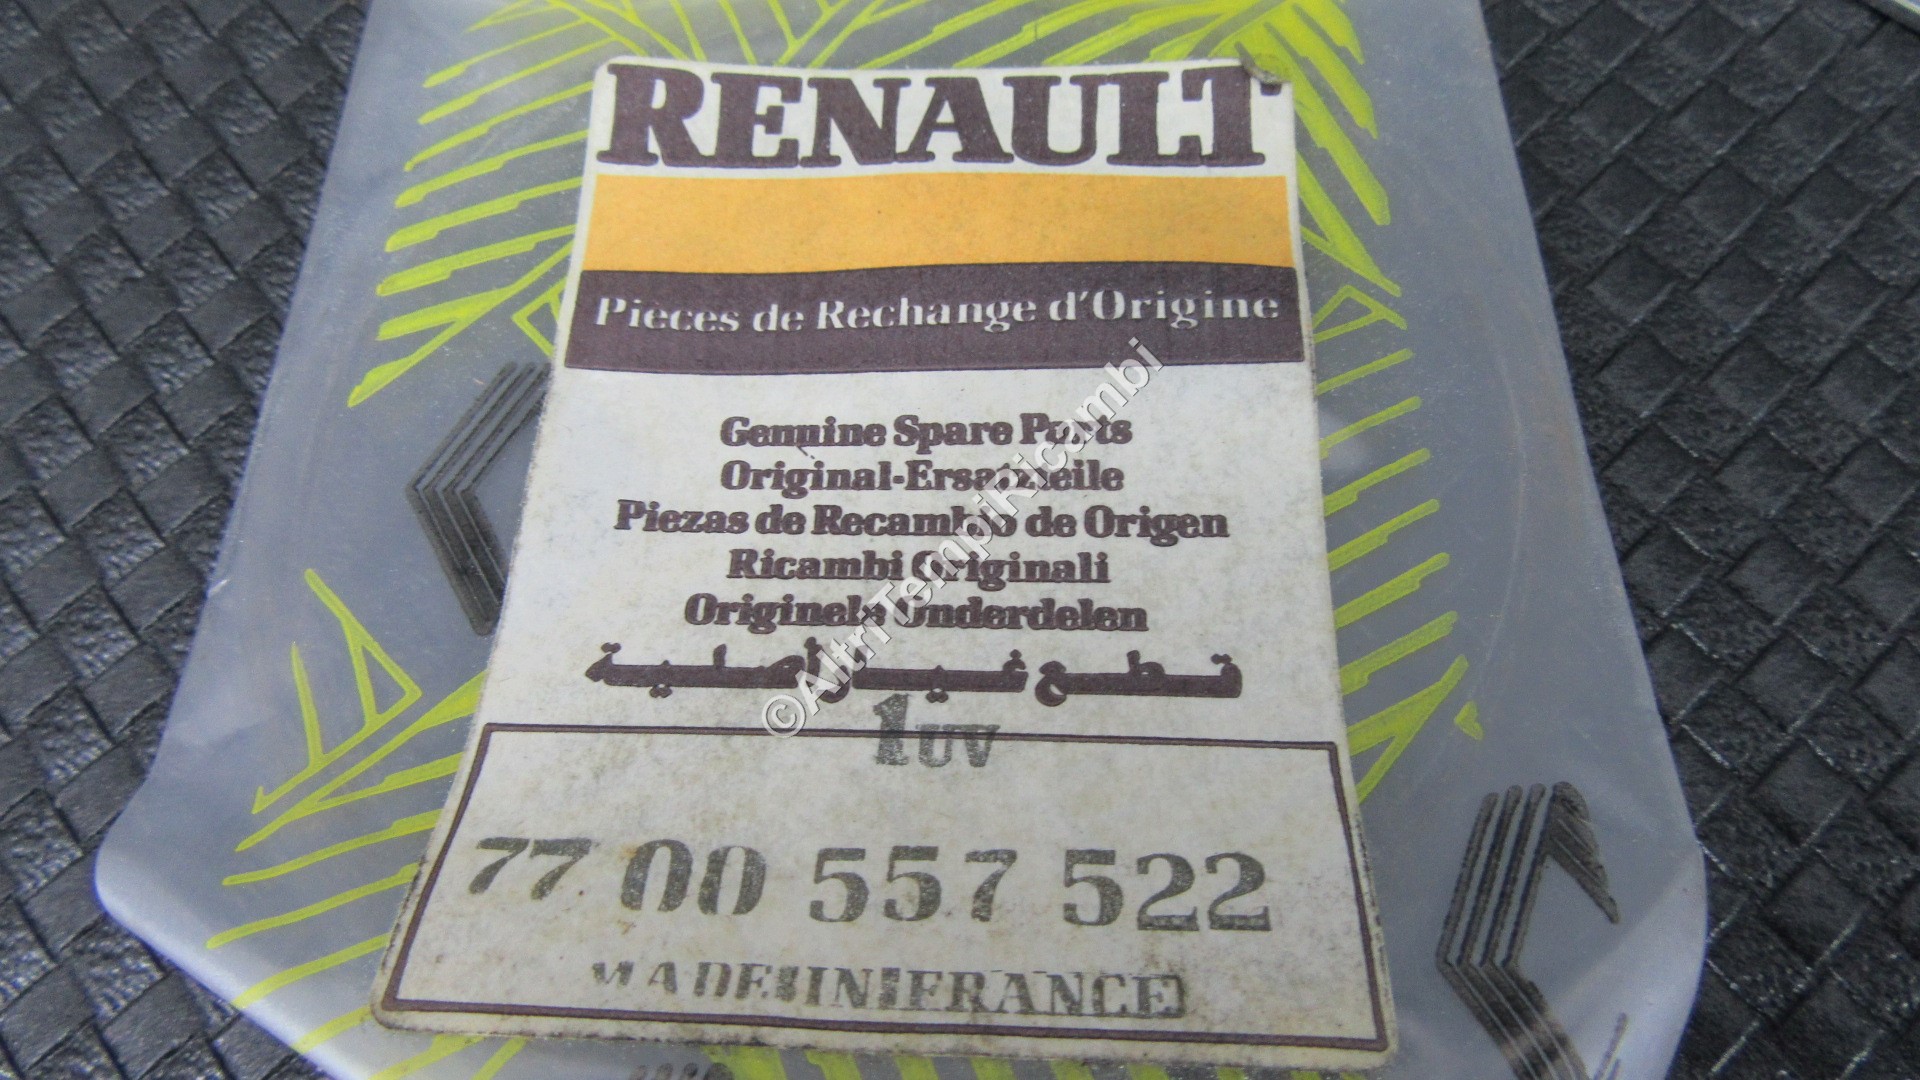 RENAULT
Pièces de Rechange d'Origine
Genuine Spare Parts
Original-Ersatzteile
Piezas de Recambio de Origen
Ricambi Originali
Originele Onderdelen
قطع غيار أصلية
1UV
77 00 557 522
MADE IN FRANCE
©AltriTempiRicambi